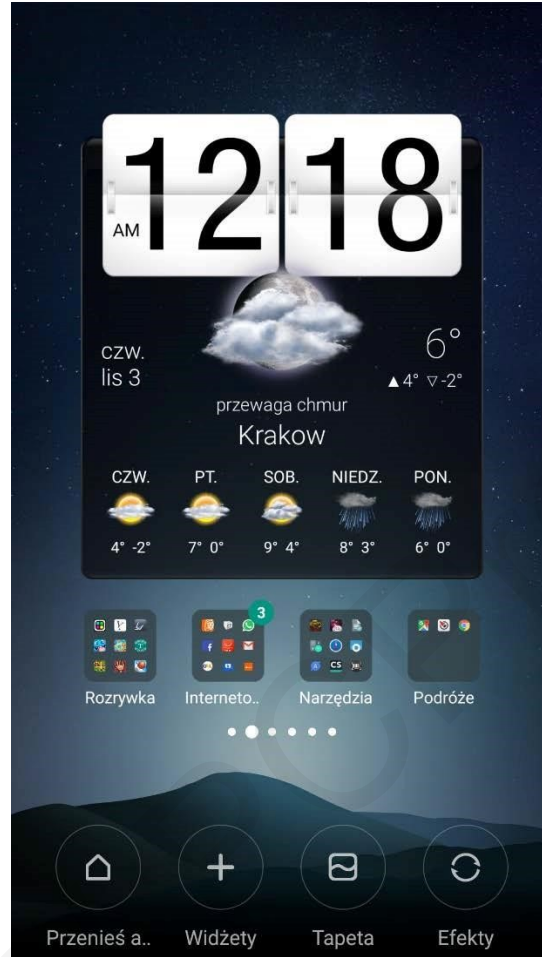 AM 12 18
czw.
lis 3
6°
▲4° ▽-2°
przewaga chmur
Krakow
CZW. PT. SOB. NIEDZ. PON.
4° -2° 7° 0° 9° 4° 8° 3° 6° 0°
3
CS
Rozrywka Interneto.. Narzędzia Podróże
Przenieś a.. Widżety Tapeta Efekty